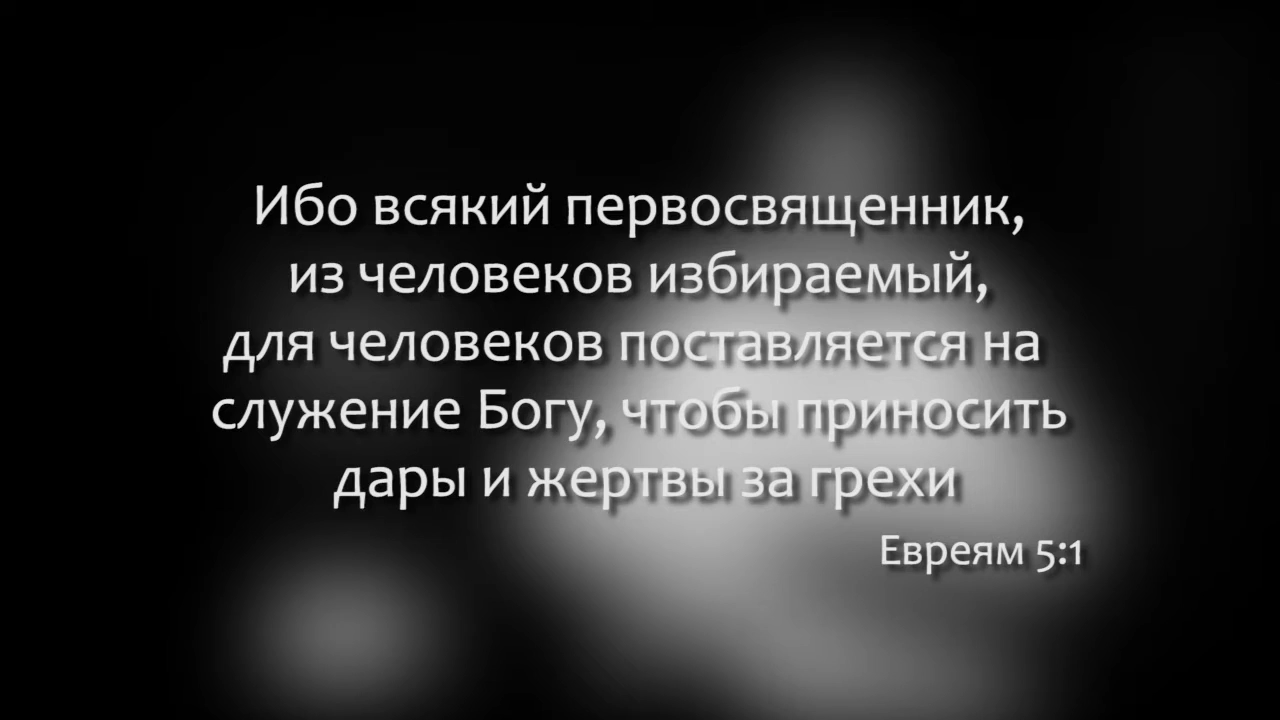 Ибо всякий первосвященник,
из человеков избираемый,
для человеков поставляется на
служение Богу, чтобы приносить
дары и жертвы за грехи
Евреям 5:1